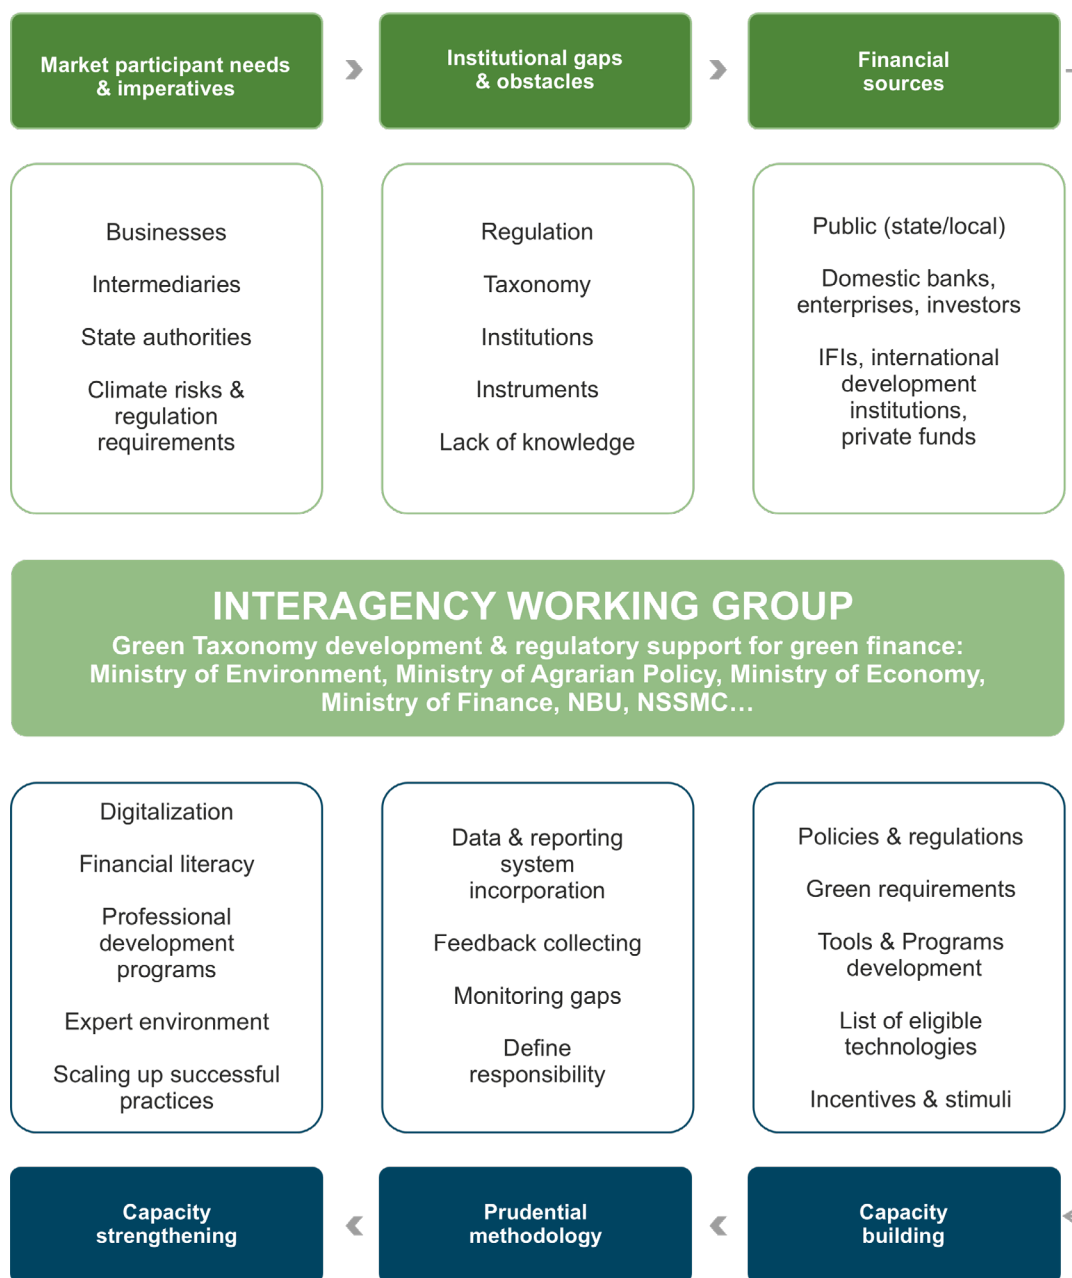 Market participant needs
& imperatives
Institutional gaps
& obstacles
Financial
sources
Businesses
Intermediaries
State authorities
Climate risks &
regulation
requirements
Regulation
Taxonomy
Institutions
Instruments
Lack of knowledge
Public (state/local)
Domestic banks,
enterprises, investors
IFIs, international
development
institutions,
private funds
INTERAGENCY WORKING GROUP
Green Taxonomy development & regulatory support for green finance:
Ministry of Environment, Ministry of Agrarian Policy, Ministry of Economy,
Ministry of Finance, NBU, NSSMC…
Digitalization
Financial literacy
Professional
development
programs
Expert environment
Scaling up successful
practices
Data & reporting
system
incorporation
Feedback collecting
Monitoring gaps
Define
responsibility
Policies & regulations
Green requirements
Tools & Programs
development
List of eligible
technologies
Incentives & stimuli
Capacity
strengthening
Prudential
methodology
Capacity
building